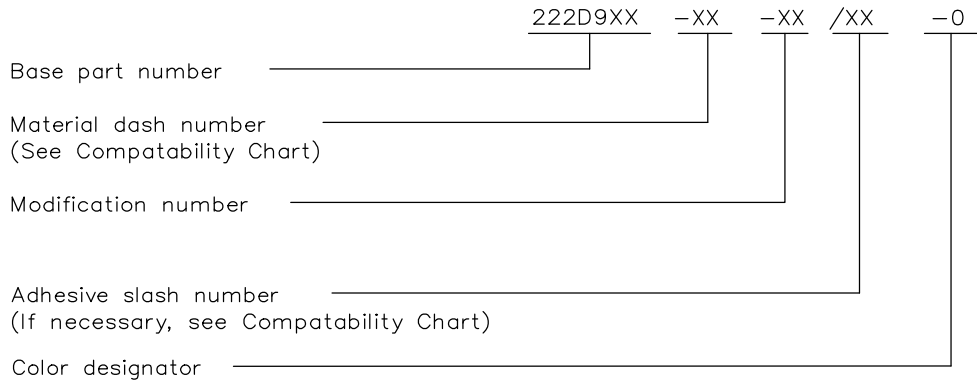 222D9XX -XX -XX /XX -0
Base part number
Material dash number
(See Compatability Chart)
Modification number
Adhesive slash number
(If necessary, see Compatability Chart)
Color designator